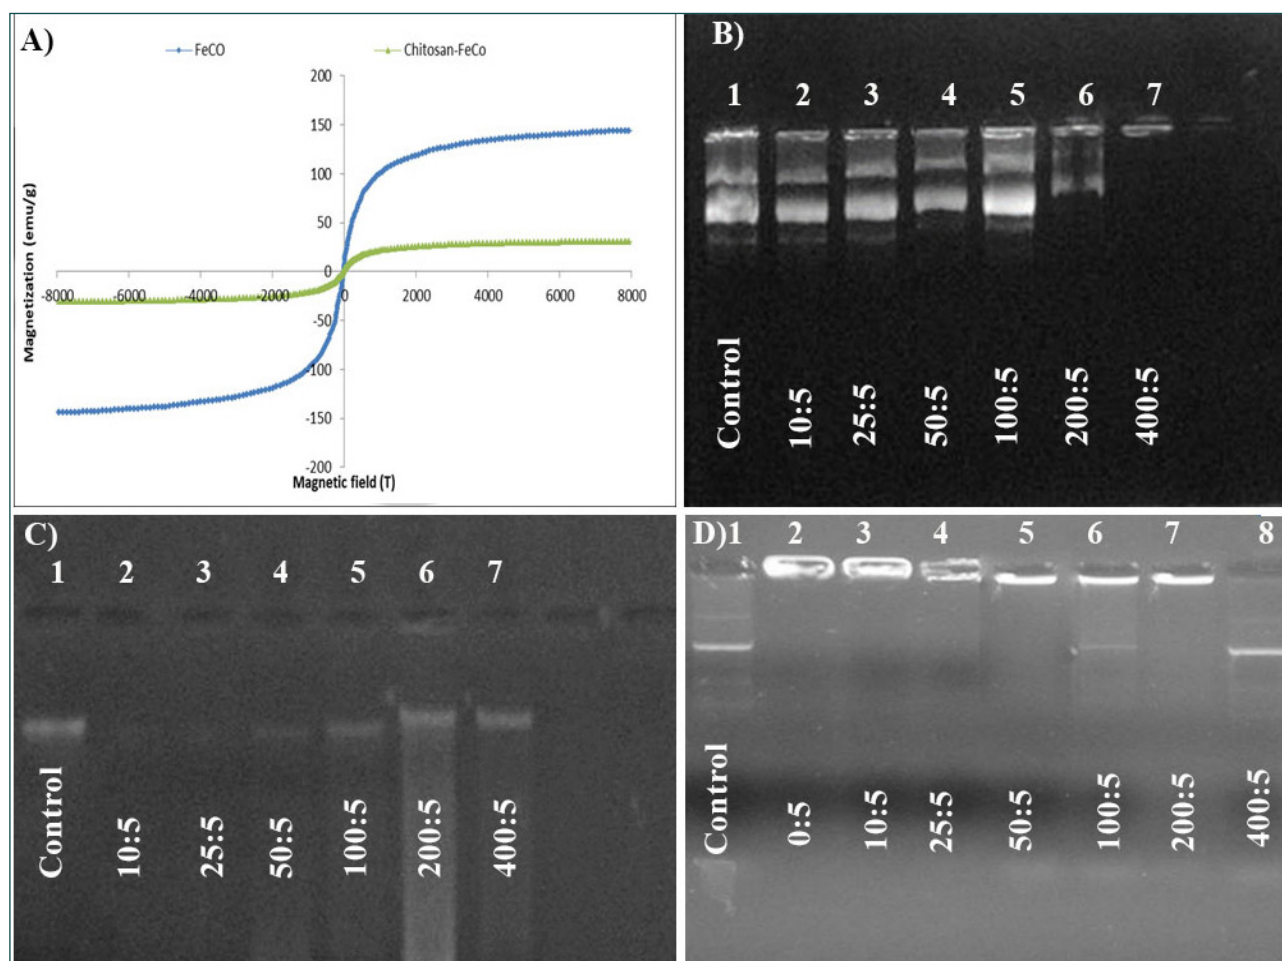 A)
FeCO
Chitosan-FeCo
200
150
100
50
0
-50
-100
-150
-200
-8000 -6000 -4000 -2000 0 2000 4000 6000 8000
Magnetization (emu/g)
Magnetic field (T)
B)
1 2 3 4 5 6 7
Control 10:5 25:5 50:5 100:5 200:5 400:5
C)
1 2 3 4 5 6 7
Control 10:5 25:5 50:5 100:5 200:5 400:5
D)1 2 3 4 5 6 7 8
Control 0:5 10:5 25:5 50:5 100:5 200:5 400:5